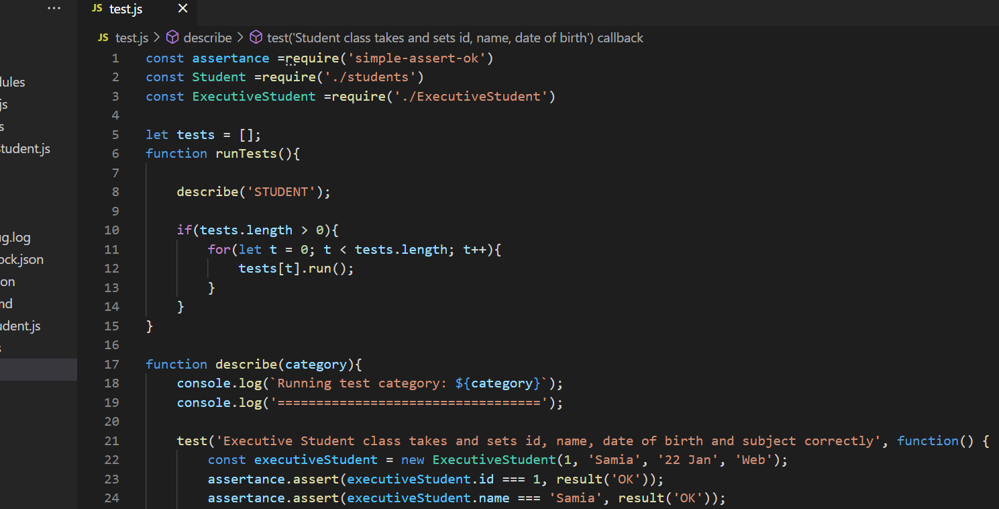 ··· JS test.js ×
JS test.js > describe > test('Student class takes and sets id, name, date of birth') callback
1 const assertance =require('simple-assert-ok')
2 const Student =require('./students')
3 const ExecutiveStudent =require('./ExecutiveStudent')
4
5 let tests = [];
6 function runTests(){
7
8 describe('STUDENT');
9
10 if(tests.length > 0){
11 for(let t = 0; t < tests.length; t++){
12 tests[t].run();
13 }
14 }
15 }
16
17 function describe(category){
18 console.log(`Running test category: ${category}`);
19 console.log('==================================');
20
21 test('Executive Student class takes and sets id, name, date of birth and subject correctly', function() {
22 const executiveStudent = new ExecutiveStudent(1, 'Samia', '22 Jan', 'Web');
23 assertance.assert(executiveStudent.id === 1, result('OK'));
24 assertance.assert(executiveStudent.name === 'Samia', result('OK'));
lules
js
s
tudent.js
g.log
ock.json
on
nd
udent.js
s